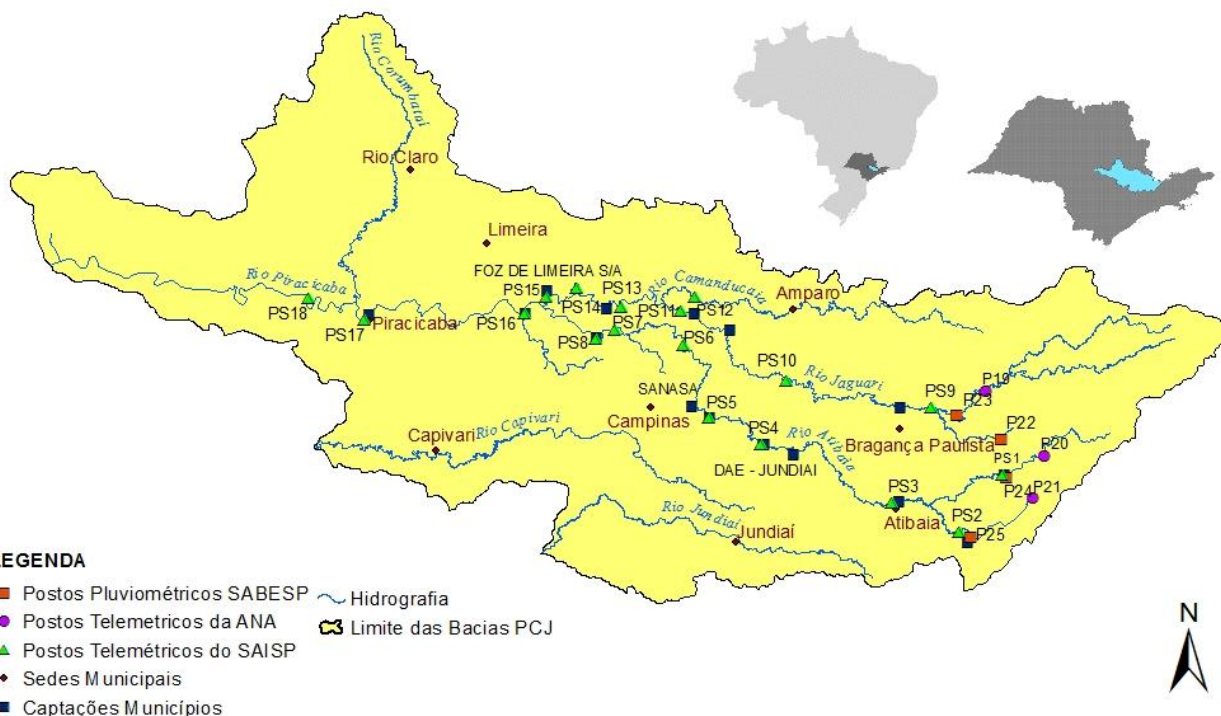 Rio Corumbataí
Rio Claro
Limeira
FOZ DE LIMEIRA S/A
Rio Camanducaia
Amparo
Rio Piracicaba
PS18
PS17
Piracicaba
PS15
PS16
PS14
PS13
PS11
PS12
PS8
PS7
PS6
PS10
Rio Jaguari
PS9
P19
P23
P22
SANASA
Campinas
PS5
PS4
Rio Atibaia
Bragança Paulista
P20
PS1
P24
P21
Capivari
Rio Capivari
DAE - JUNDIAI
PS3
Atibaia
PS2
P25
Rio Jundiaí
Jundiaí
LEGENDA
Postos Pluviométricos SABESP
Hidrografia
Postos Telemetricos da ANA
Limite das Bacias PCJ
Postos Telemétricos do SAISP
Sedes Municipais
Captações Municípios
N